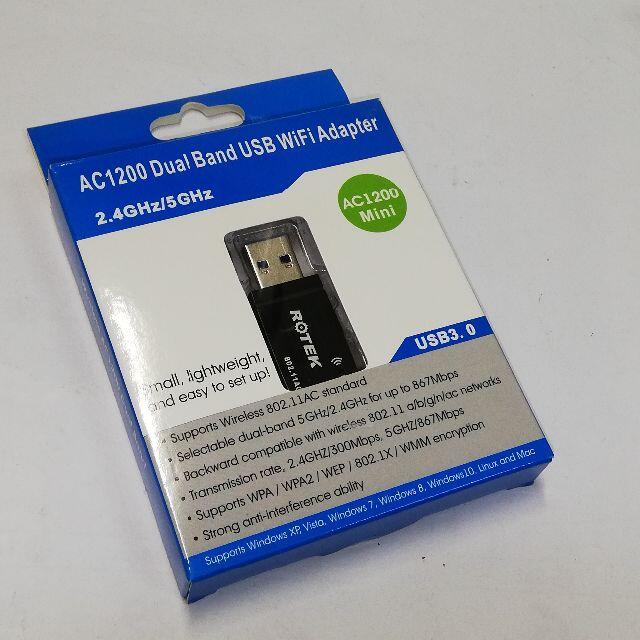 AC1200 Dual Band USB WiFi Adapter
2.4GHz/5GHz
AC1200
Mini
ROTEK
802.11AC
USB3.0
Small, lightweight,
and easy to set up!
• Supports Wireless 802.11AC standard
• Selectable dual-band 5GHz/2.4GHz for up to 867Mbps
• Backward compatible with wireless 802.11 a/b/g/n/ac networks
• Transmission rate, 2.4GHZ/300Mbps, 5GHZ/867Mbps
• Supports WPA / WPA2 / WEP / 802.1X / WMM encryption
• Strong anti-interference ability
Supports Windows XP, Vista, Windows 7, Windows 8, Windows10, Linux and Mac